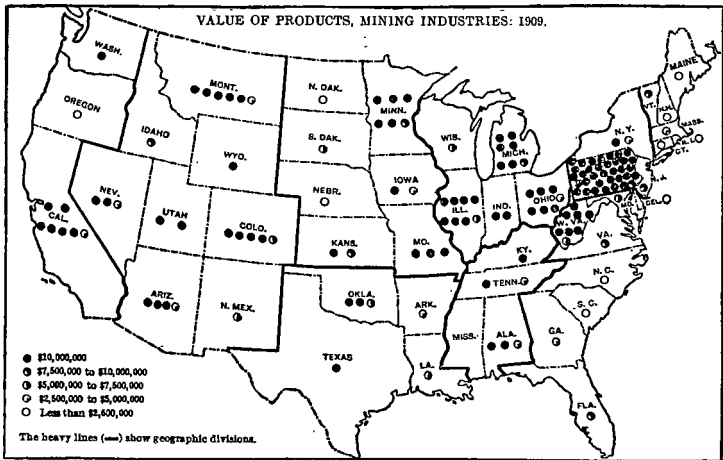 VALUE OF PRODUCTS, MINING INDUSTRIES: 1909.
WASH.
MONT.
N. DAK.
MINN.
MAINE
OREGON
IDAHO
S. DAK.
WIS.
MICH.
N. Y.
VT.
N.H.
MASS.
R. I.
CT.
WYO.
IOWA
NEBR.
NEV.
UTAH
COLO.
CAL.
ILL.
IND.
OHIO
N. J.
MD.
DEL.
W. VA.
VA.
KANS.
MO.
KY.
ARIZ.
N. MEX.
OKLA.
ARK.
TENN.
N. C.
S. C.
MISS.
ALA.
GA.
TEXAS
LA.
FLA.
$10,000,000
$7,500,000 to $10,000,000
$5,000,000 to $7,500,000
$2,500,000 to $5,000,000
Less than $2,500,000
The heavy lines (▬) show geographic divisions.